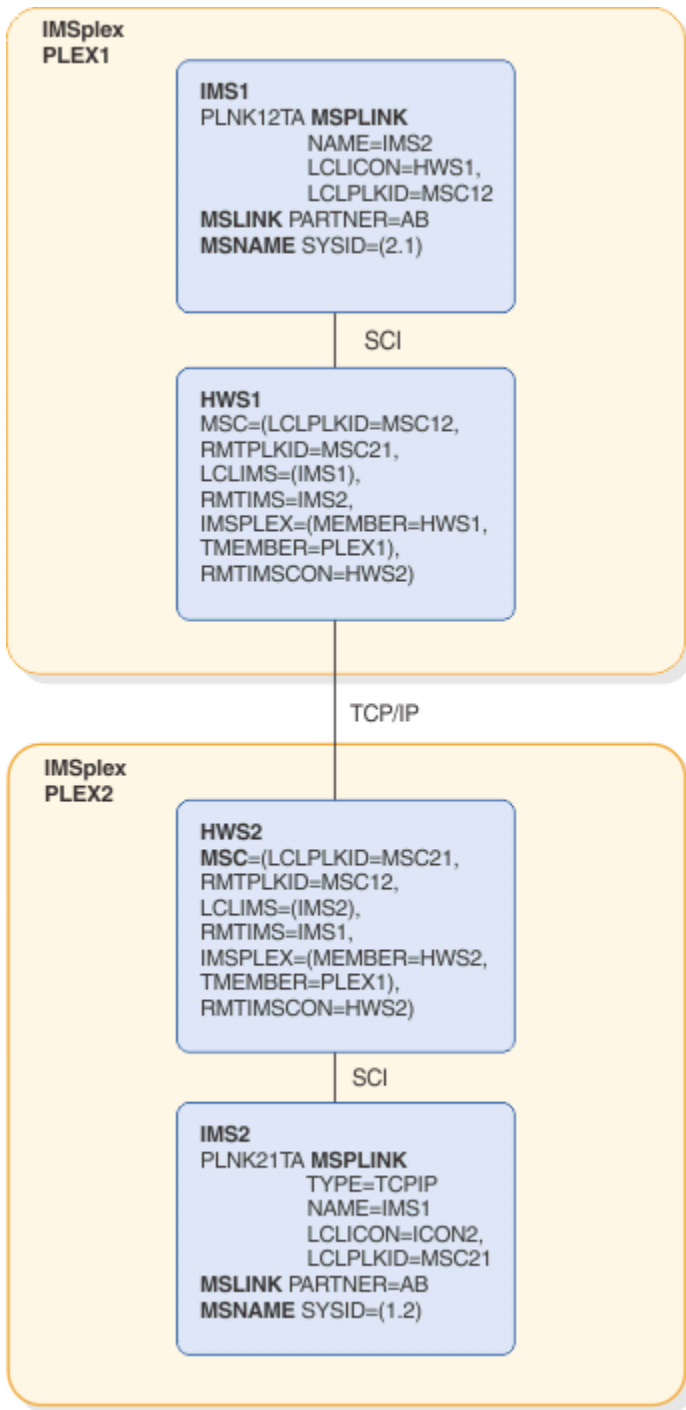 IMSplex
PLEX1
IMS1
PLNK12TA MSPLINK
NAME=IMS2
LCLICON=HWS1,
LCLPLKID=MSC12
MSLINK PARTNER=AB
MSNAME SYSID=(2.1)
SCI
HWS1
MSC=(LCLPLKID=MSC12,
RMTPLKID=MSC21,
LCLIMS=(IMS1),
RMTIMS=IMS2,
IMSPLEX=(MEMBER=HWS1,
TMEMBER=PLEX1),
RMTIMSCON=HWS2)
TCP/IP
IMSplex
PLEX2
HWS2
MSC=(LCLPLKID=MSC21,
RMTPLKID=MSC12,
LCLIMS=(IMS2),
RMTIMS=IMS1,
IMSPLEX=(MEMBER=HWS2,
TMEMBER=PLEX1),
RMTIMSCON=HWS2)
SCI
IMS2
PLNK21TA MSPLINK
TYPE=TCPIP
NAME=IMS1
LCLICON=ICON2,
LCLPLKID=MSC21
MSLINK PARTNER=AB
MSNAME SYSID=(1.2)